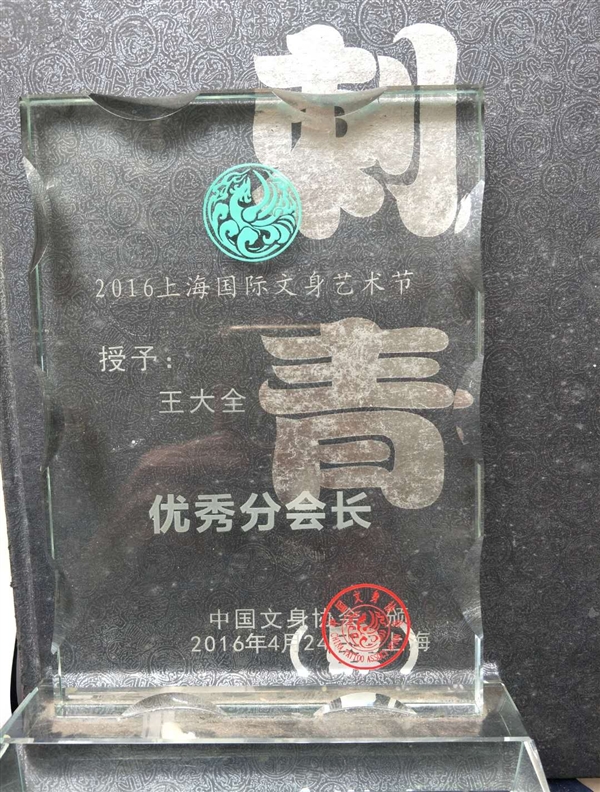 刺
青
2016上海国际文身艺术节
授予：
王大全
优秀分会长
中国文身协会 颁
2016年4月24 上海